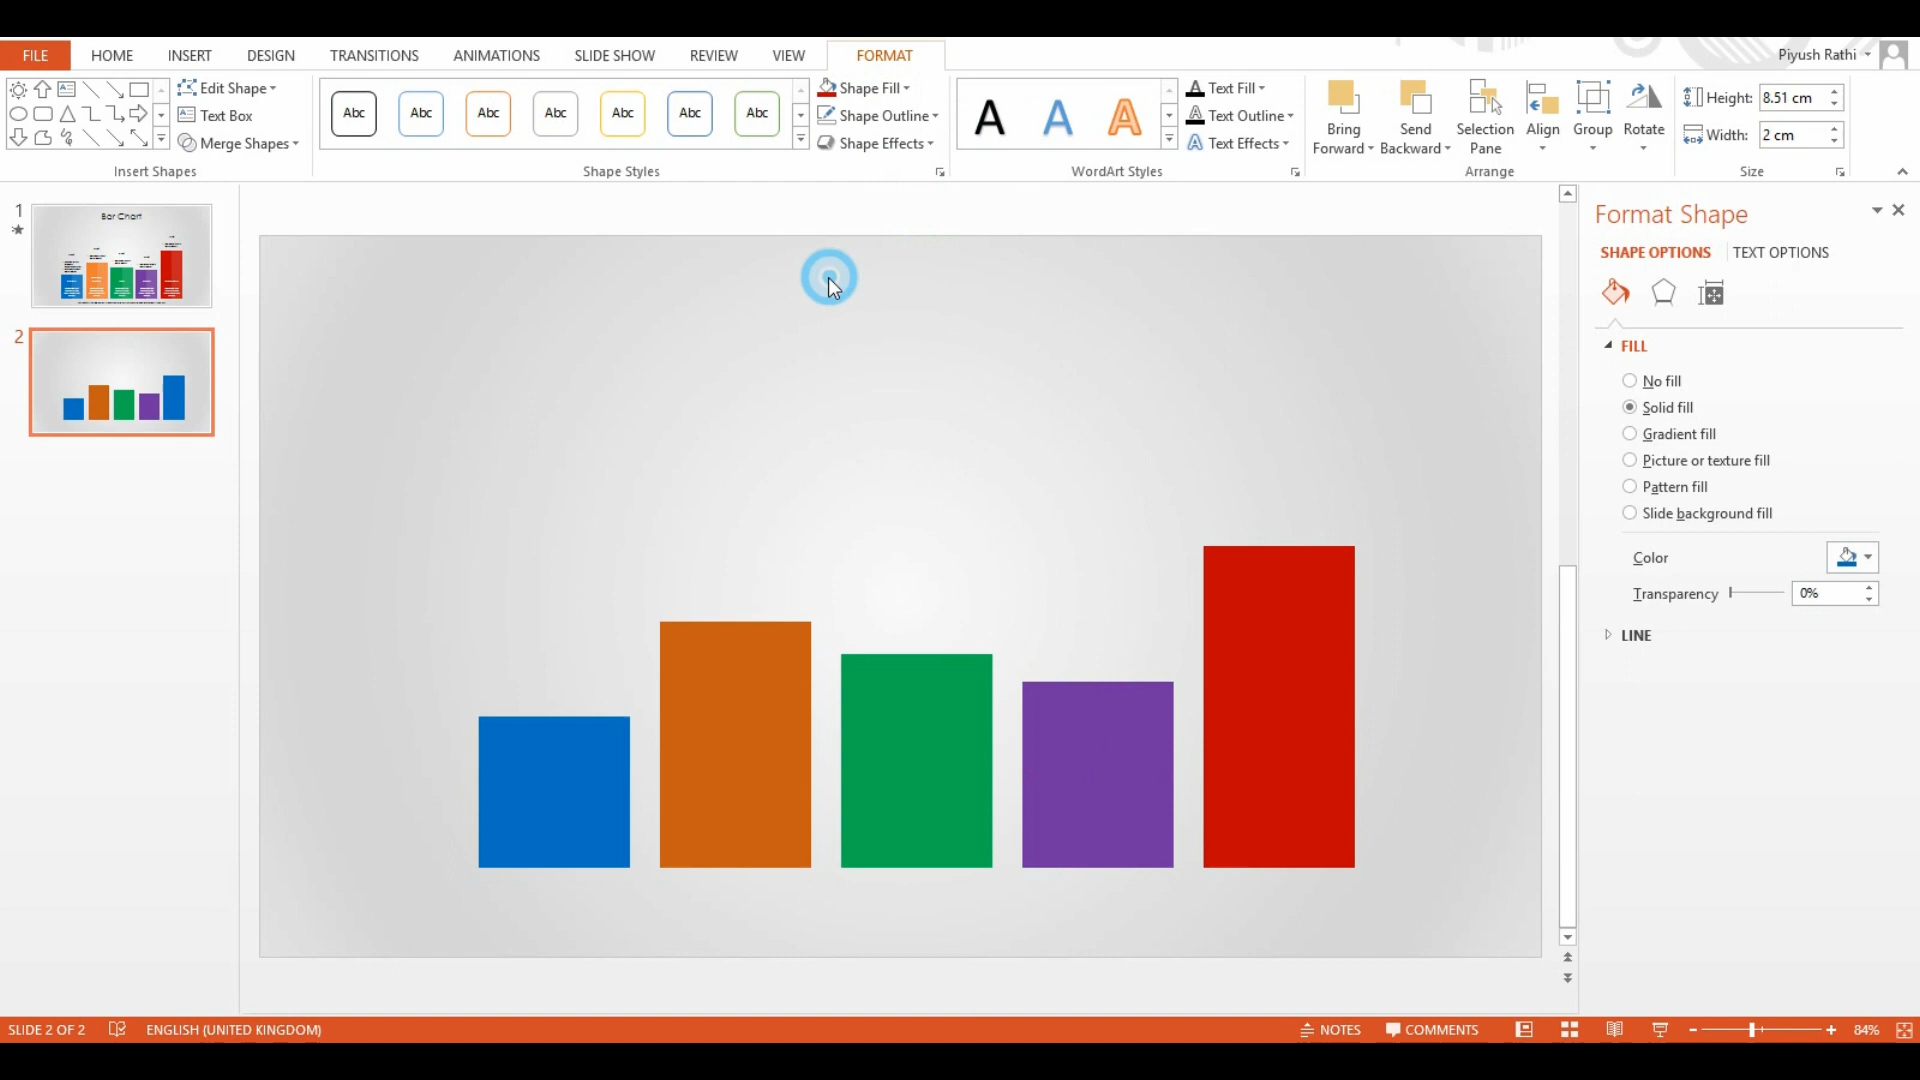 FILE HOME INSERT DESIGN TRANSITIONS ANIMATIONS SLIDE SHOW REVIEW VIEW FORMAT Piyush Rathi
Edit Shape
Text Box
Merge Shapes
Insert Shapes
Abc Abc Abc Abc Abc Abc Abc
Shape Fill
Shape Outline
Shape Effects
Shape Styles
A A A
Text Fill
Text Outline
Text Effects
WordArt Styles
Bring Forward
Send Backward
Selection Pane
Align
Group
Rotate
Arrange
Height: 8.51 cm
Width: 2 cm
Size
1
Bar Chart
2
Format Shape
SHAPE OPTIONS TEXT OPTIONS
FILL
No fill
Solid fill
Gradient fill
Picture or texture fill
Pattern fill
Slide background fill
Color
Transparency 0%
LINE
SLIDE 2 OF 2 ENGLISH (UNITED KINGDOM) NOTES COMMENTS 84%